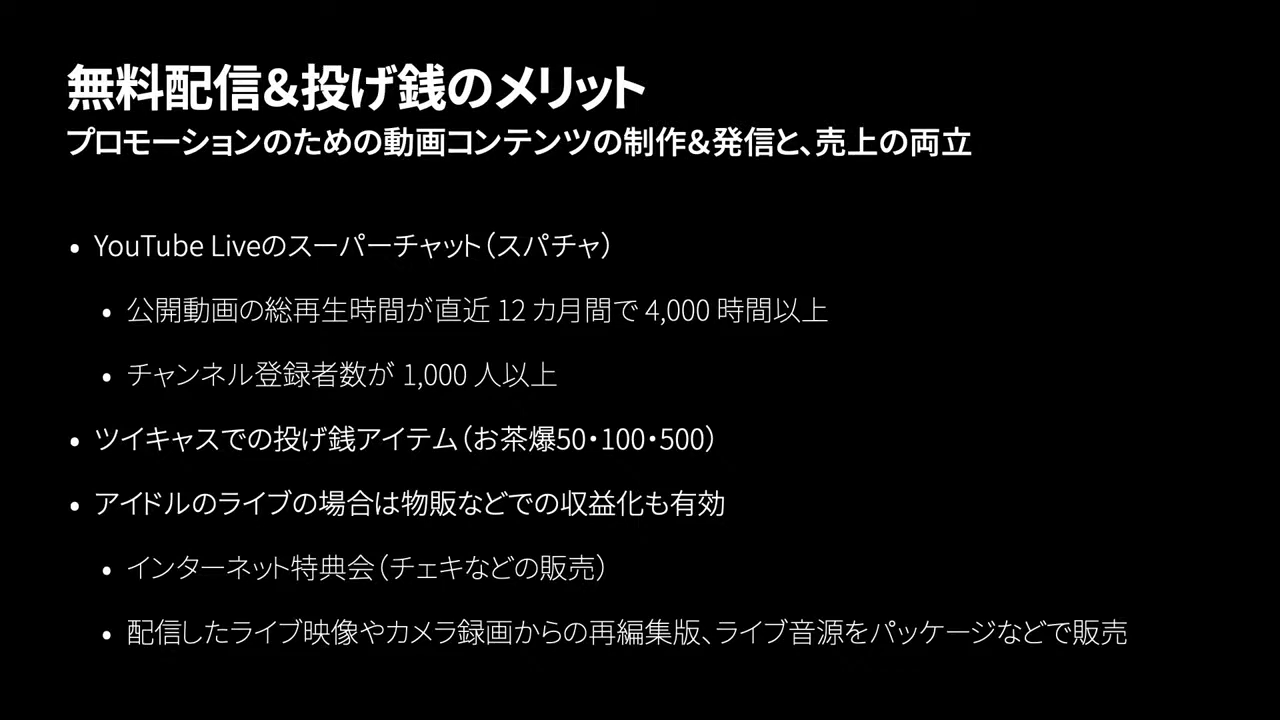 無料配信&投げ銭のメリット
プロモーションのための動画コンテンツの制作&発信と、売上の両立
• YouTube Liveのスーパーチャット（スパチャ）
• 公開動画の総再生時間が直近 12 カ月間で 4,000 時間以上
• チャンネル登録者数が 1,000 人以上
• ツイキャスでの投げ銭アイテム（お茶爆50・100・500）
• アイドルのライブの場合は物販などでの収益化も有効
• インターネット特典会（チェキなどの販売）
• 配信したライブ映像やカメラ録画からの再編集版、ライブ音源をパッケージなどで販売